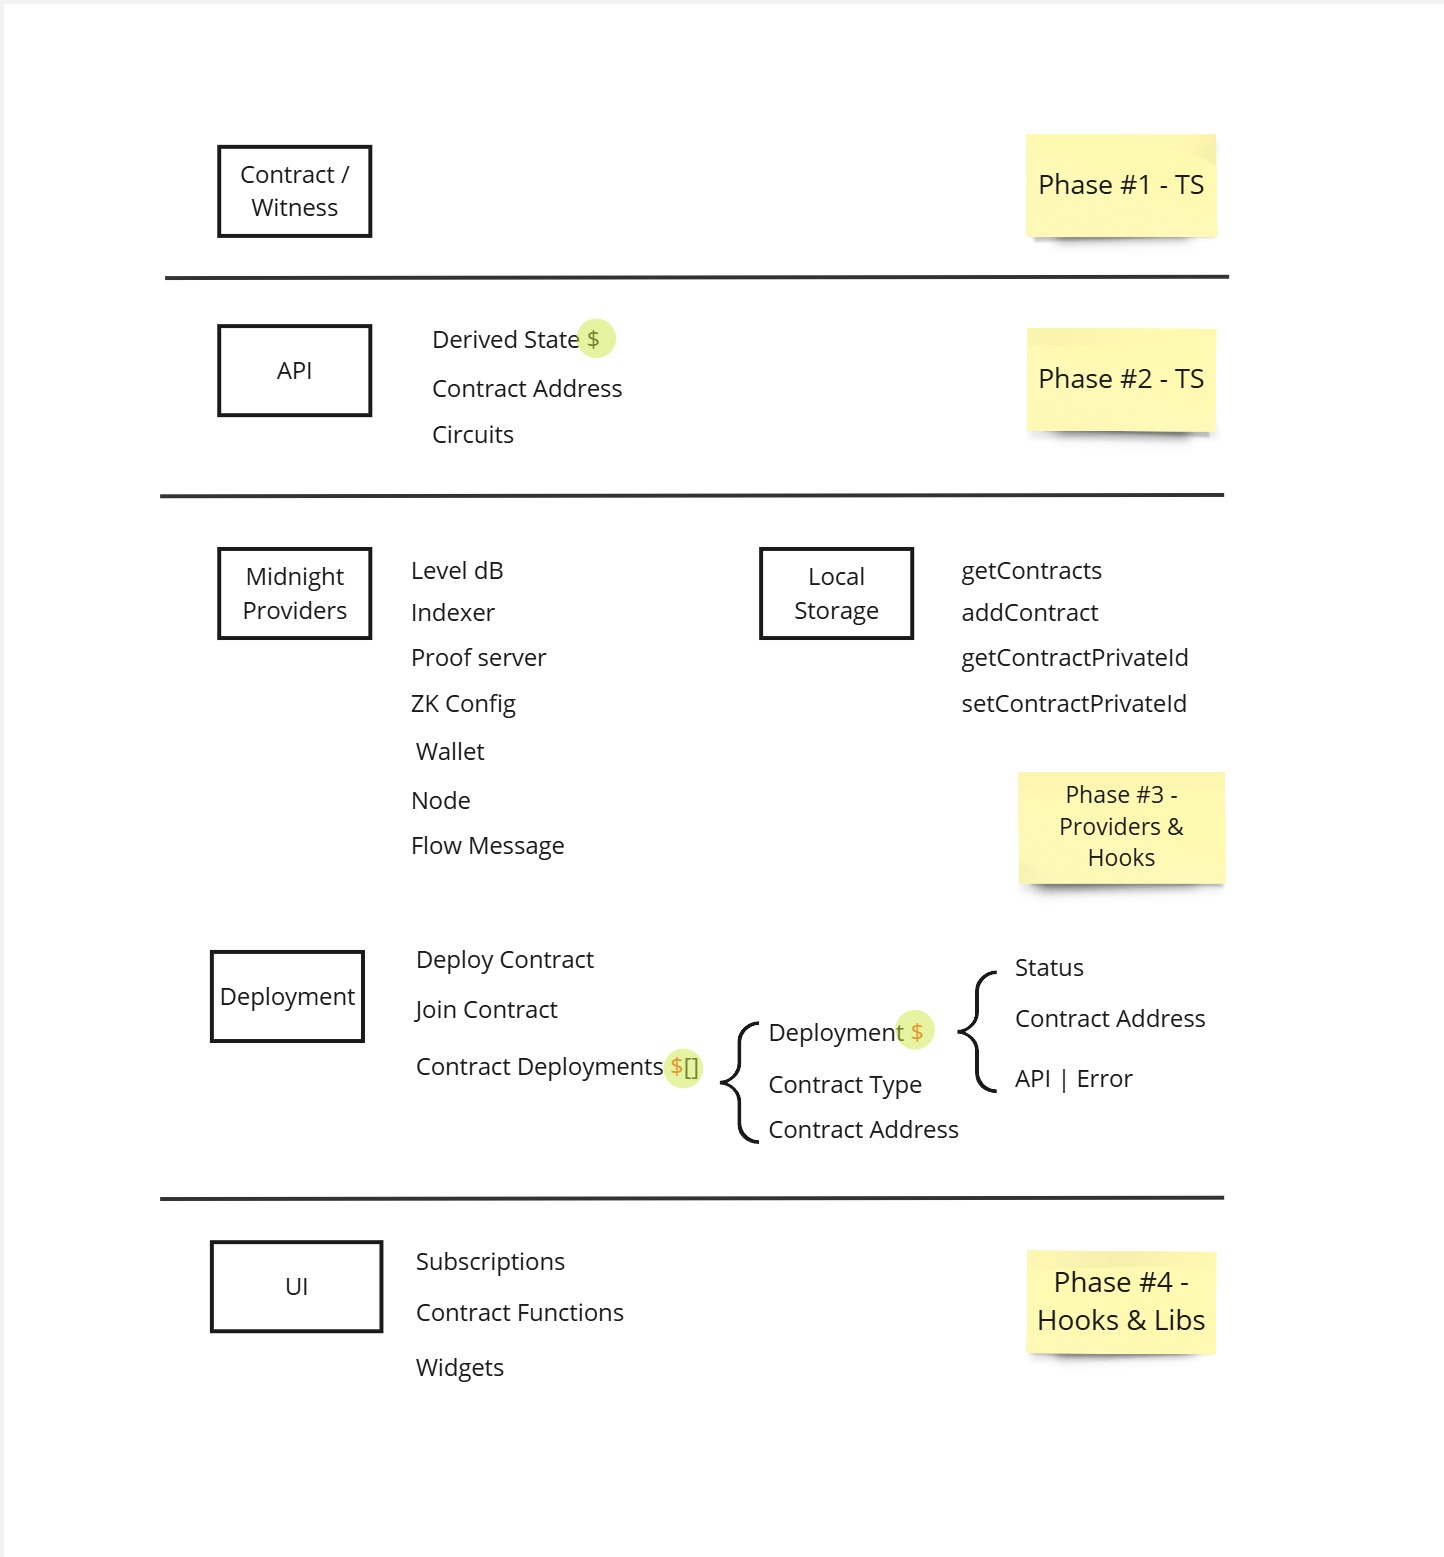 Contract /
Witness
Phase #1 - TS
API
Derived State $
Contract Address
Circuits
Phase #2 - TS
Midnight
Providers
Level dB
Indexer
Proof server
ZK Config
Wallet
Node
Flow Message
Local
Storage
getContracts
addContract
getContractPrivateId
setContractPrivateId
Phase #3 -
Providers &
Hooks
Deployment
Deploy Contract
Join Contract
Contract Deployments $[]
Deployment $
Contract Type
Contract Address
Status
Contract Address
API | Error
UI
Subscriptions
Contract Functions
Widgets
Phase #4 -
Hooks & Libs